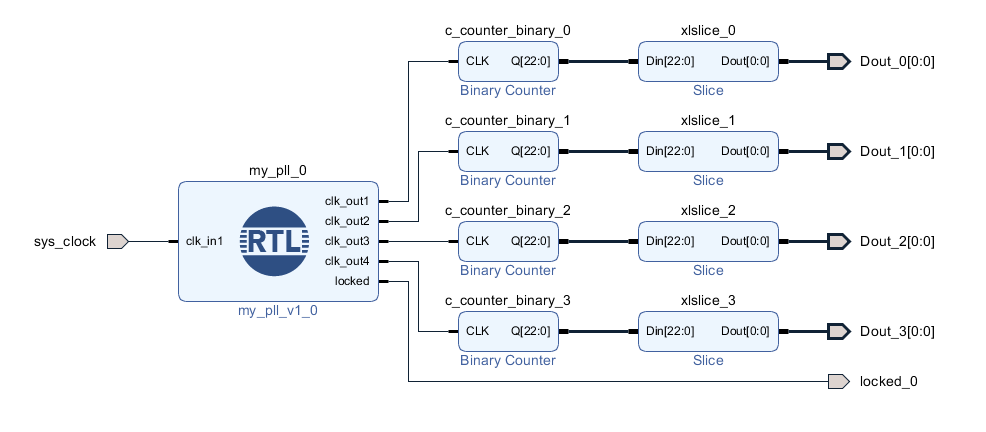 c_counter_binary_0
xlslice_0
CLK Q[22:0]
Din[22:0] Dout[0:0]
Dout_0[0:0]
Binary Counter
Slice
c_counter_binary_1
xlslice_1
CLK Q[22:0]
Din[22:0] Dout[0:0]
Dout_1[0:0]
Binary Counter
Slice
my_pll_0
sys_clock
clk_in1
RTL
clk_out1
clk_out2
clk_out3
clk_out4
locked
my_pll_v1_0
c_counter_binary_2
xlslice_2
CLK Q[22:0]
Din[22:0] Dout[0:0]
Dout_2[0:0]
Binary Counter
Slice
c_counter_binary_3
xlslice_3
CLK Q[22:0]
Din[22:0] Dout[0:0]
Dout_3[0:0]
Binary Counter
Slice
locked_0